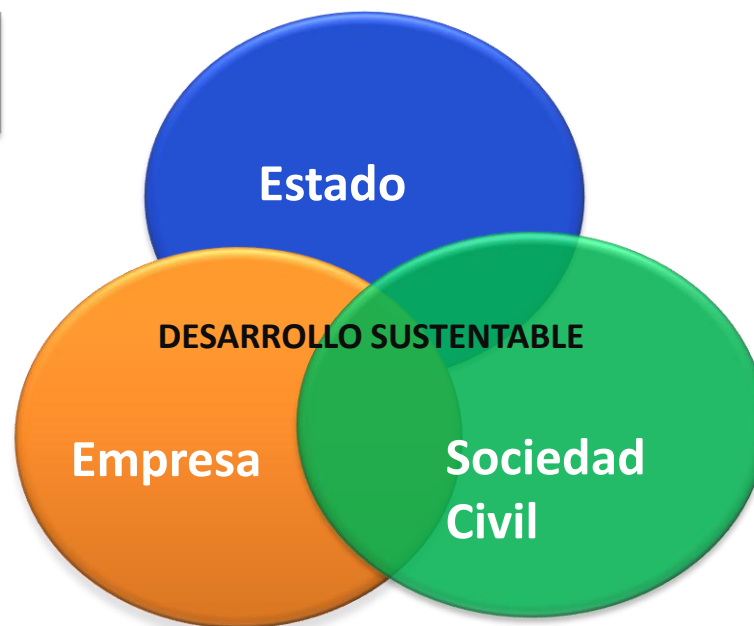 Estado
DESARROLLO SUSTENTABLE
Empresa
Sociedad
Civil